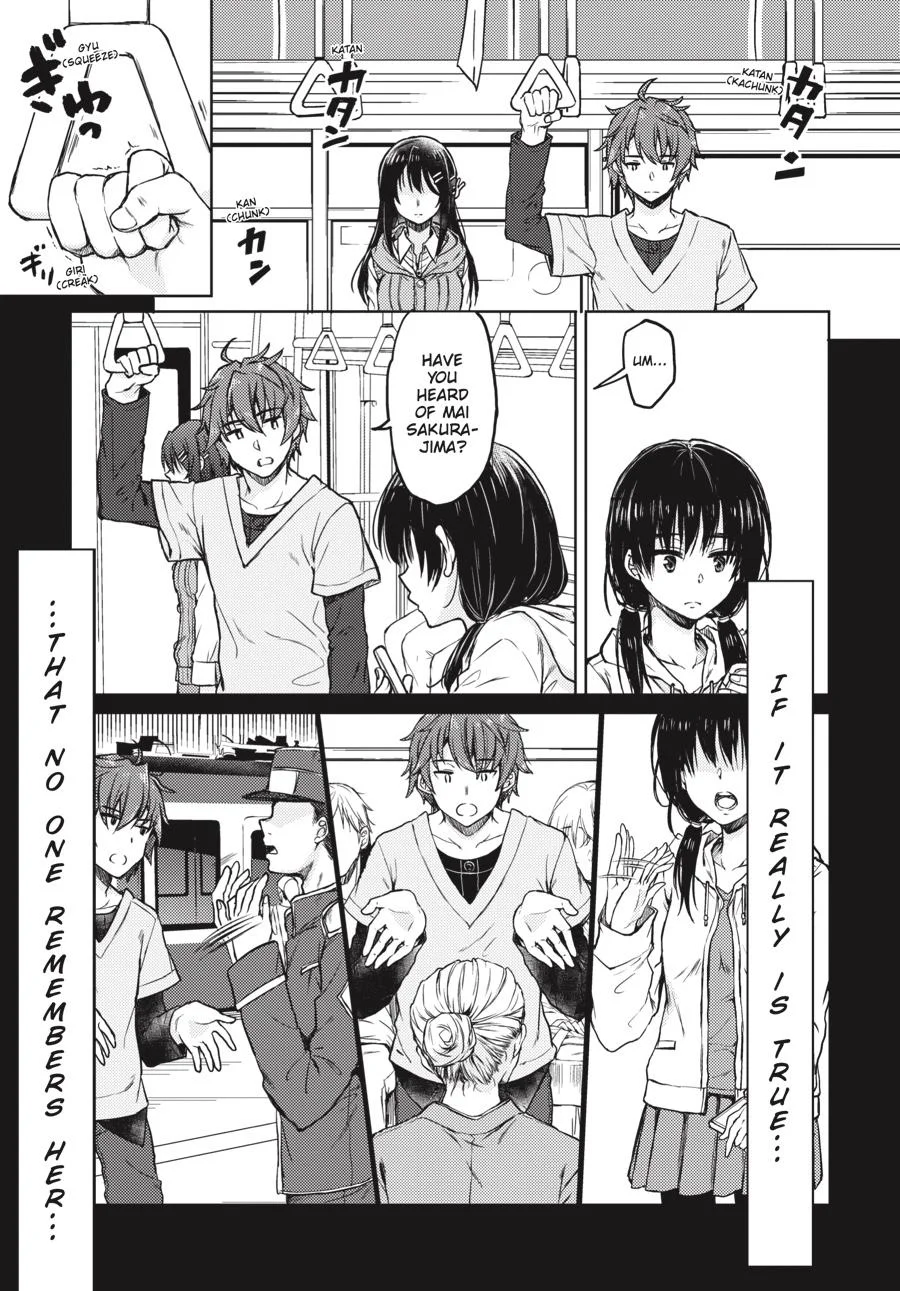 KATAN
(KACHUNK)
カタン
KATAN
カタン
KAN
(CHUNK)
カン
GYU
(SQUEEZE)
ぎゅっ
GIRI
(CREAK)
ギリ
UM...
HAVE
YOU
HEARD
OF MAI
SAKURA-
JIMA?
IF IT REALLY IS TRUE...
...THAT NO ONE REMEMBERS HER...